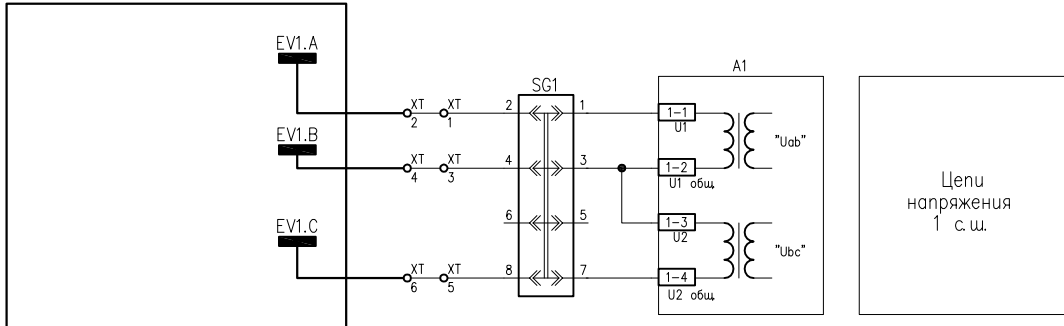 A1
SG1
EV1.A
XT XT 2 1
2 1
1-1
U1
"Uab"
EV1.B
XT XT 4 3
4 3
1-2
U1 общ.
6 5
1-3
U2
"Ubc"
EV1.C
XT XT 8 7
6 5
1-4
U2 общ.
Цепи
напряжения
1 с.ш.